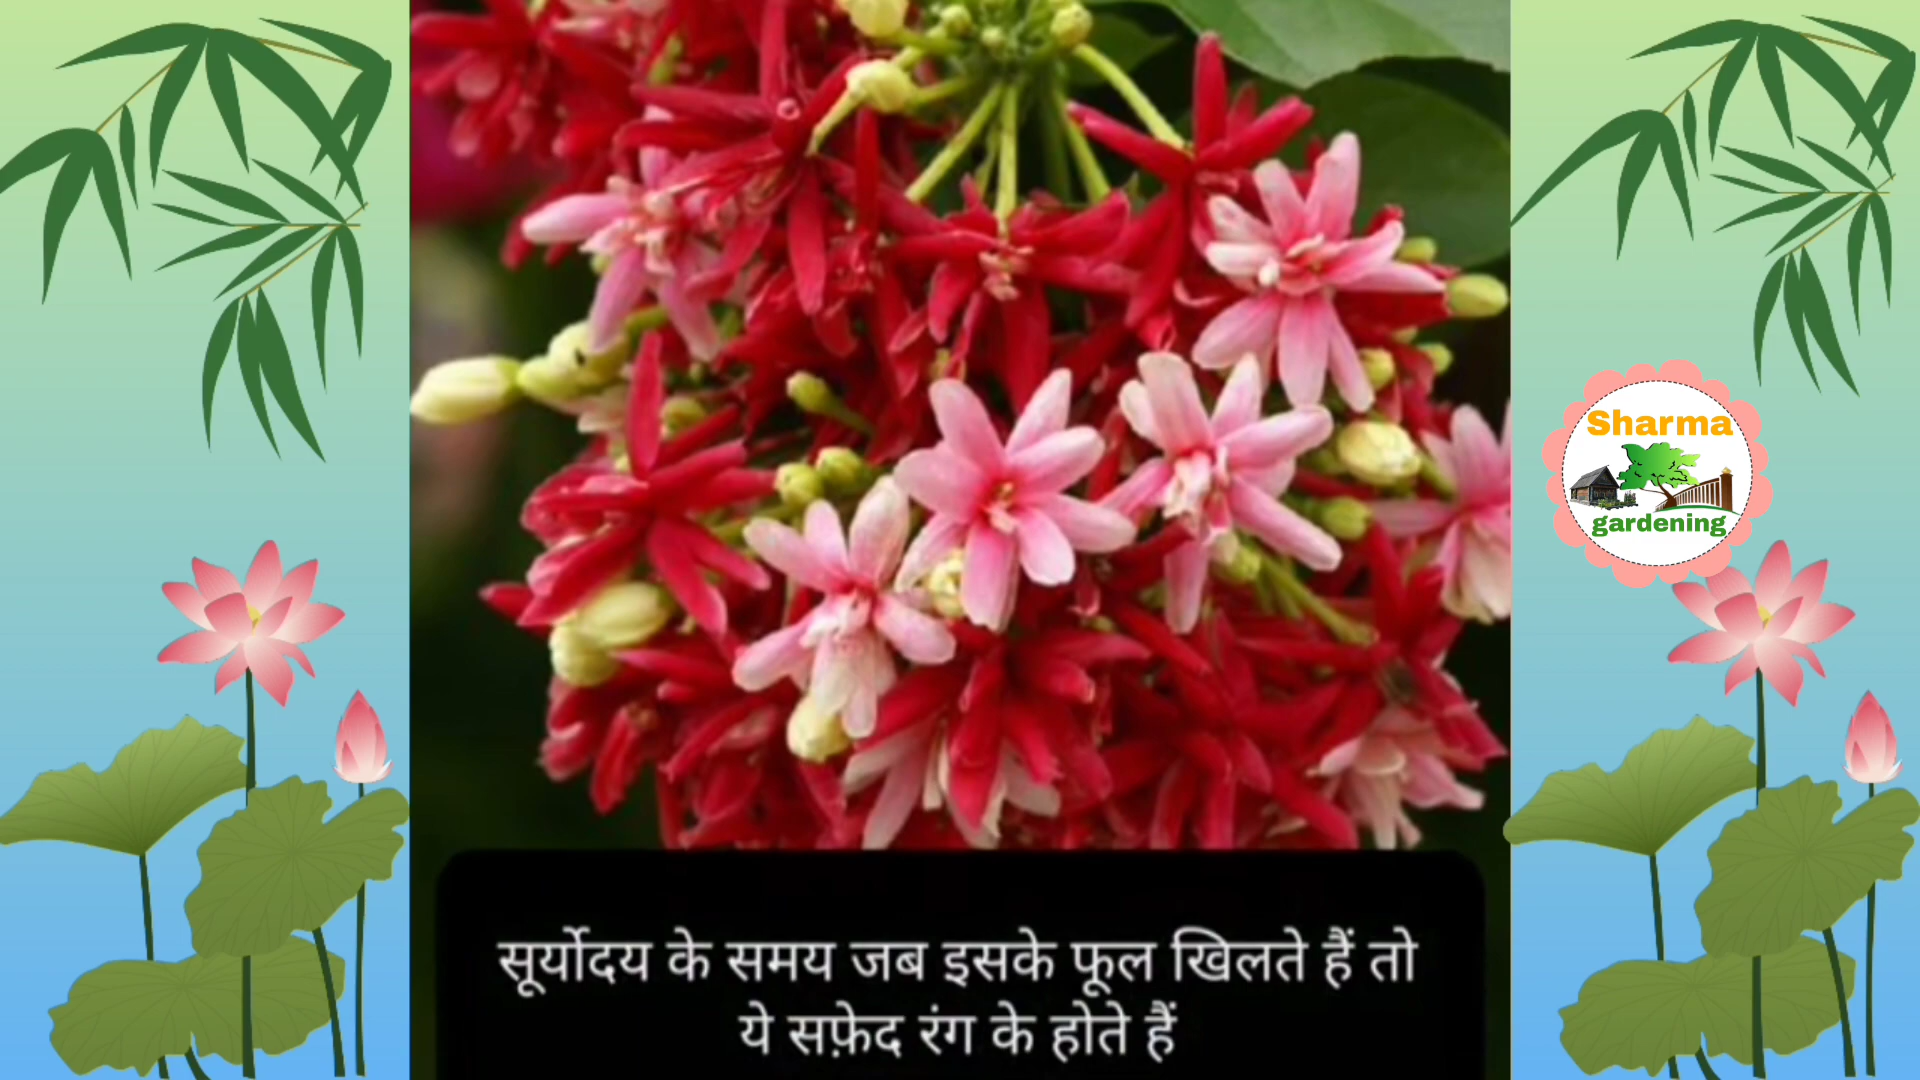 Sharma
gardening
सूर्योदय के समय जब इसके फूल खिलते हैं तो
ये सफ़ेद रंग के होते हैं